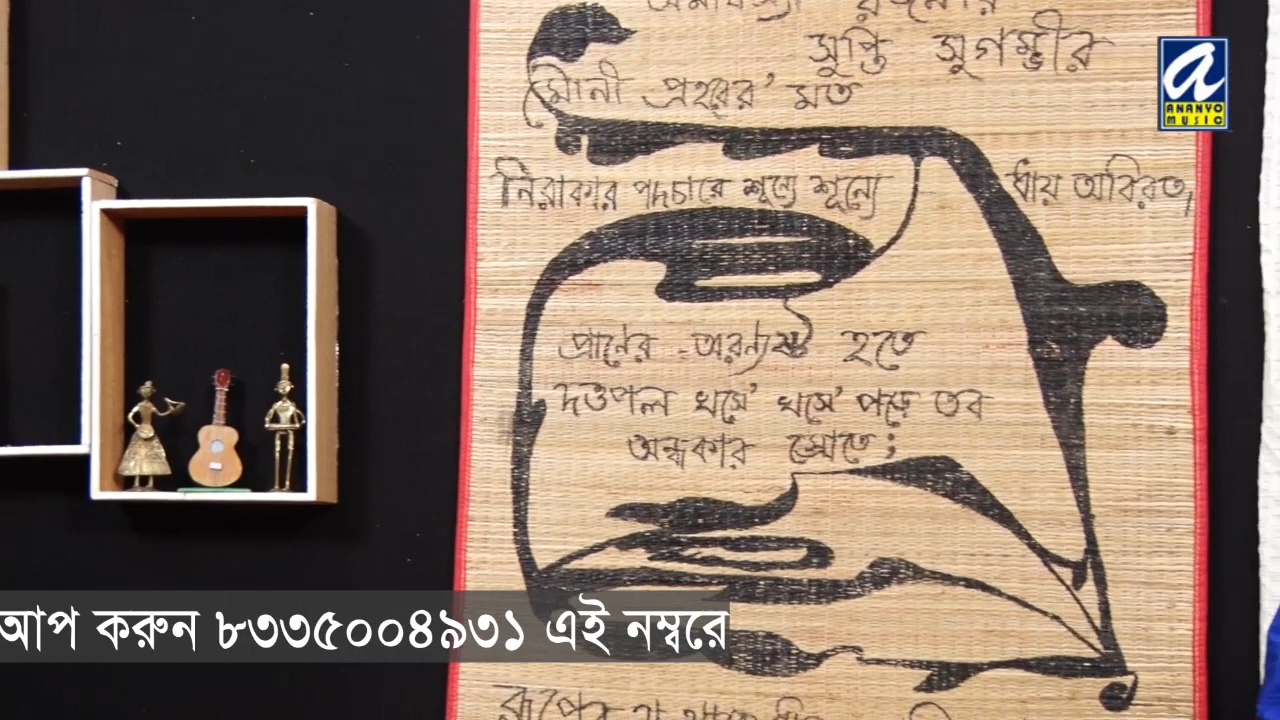 সুপ্তি সুগম্ভীর
মৌনী প্রহরের' মত
নিরাকার পদচারে শূন্যে শূন্যে ধায় অবিরত,
প্রাণের অরন্য হতে
দণ্ডপল খসে' খসে' পড়ে তব
অন্ধকার স্রোতে;
আপ করুন ৮৩৩৫০০৪৯৩১ এই নম্বরে
a
ANANYO
MUSIC